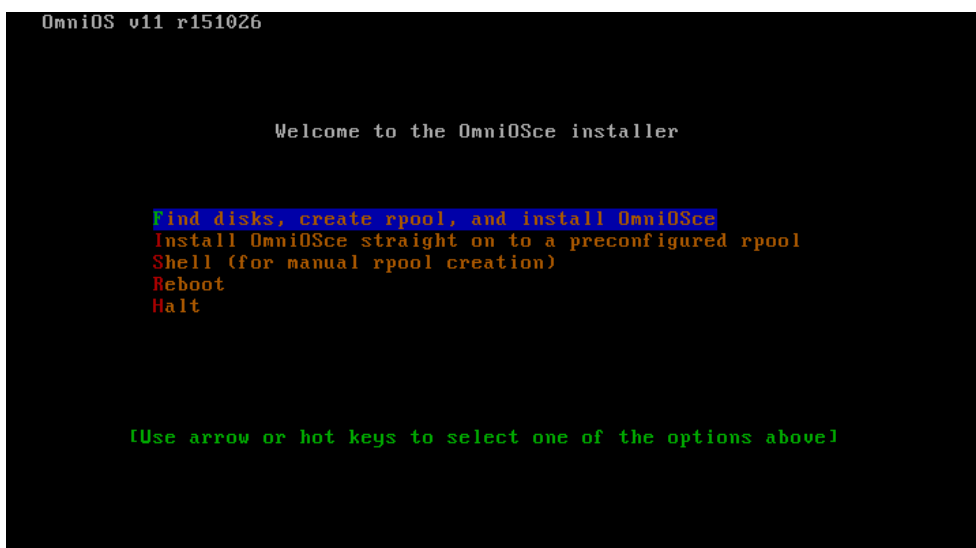 OmniOS v11 r151026
Welcome to the OmniOSce installer
Find disks, create rpool, and install OmniOSce
Install OmniOSce straight on to a preconfigured rpool
Shell (for manual rpool creation)
Reboot
Halt
[Use arrow or hot keys to select one of the options above]